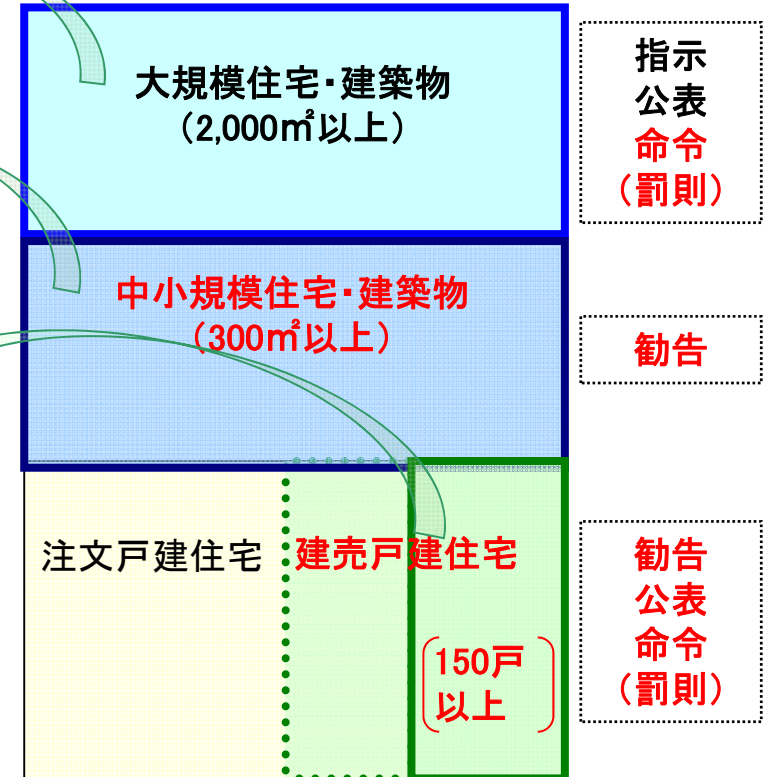 大規模住宅・建築物
（2,000㎡以上）
指示
公表
命令
（罰則）
中小規模住宅・建築物
（300㎡以上）
勧告
注文戸建住宅
建売戸建住宅
150戸
以上
勧告
公表
命令
（罰則）